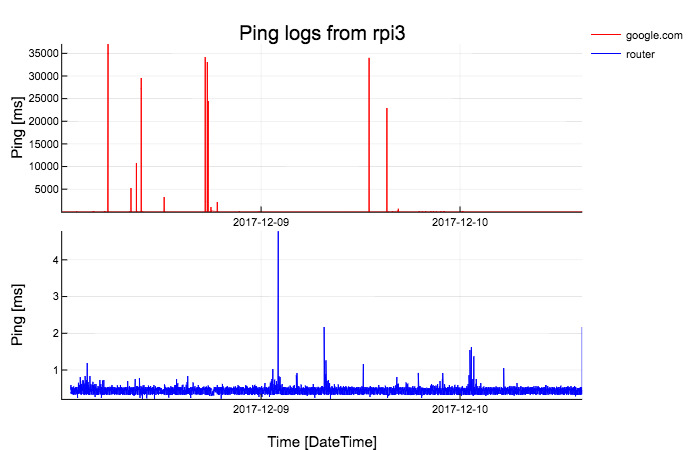 Ping logs from rpi3
google.com
router
Ping [ms]
35000
30000
25000
20000
15000
10000
5000
2017-12-09 2017-12-10
Ping [ms]
4
3
2
1
2017-12-09 2017-12-10
Time [DateTime]